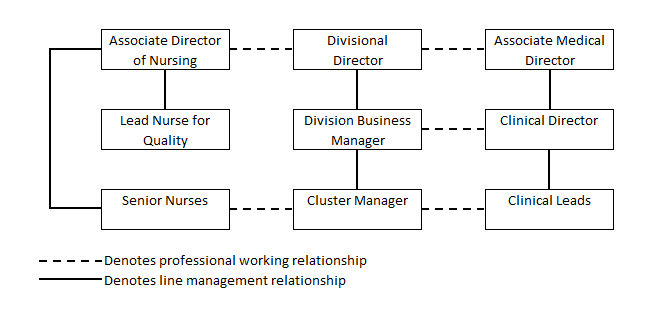 Associate Director
of Nursing
Divisional
Director
Associate Medical
Director
Lead Nurse for
Quality
Division Business
Manager
Clinical Director
Senior Nurses
Cluster Manager
Clinical Leads
Denotes professional working relationship
Denotes line management relationship